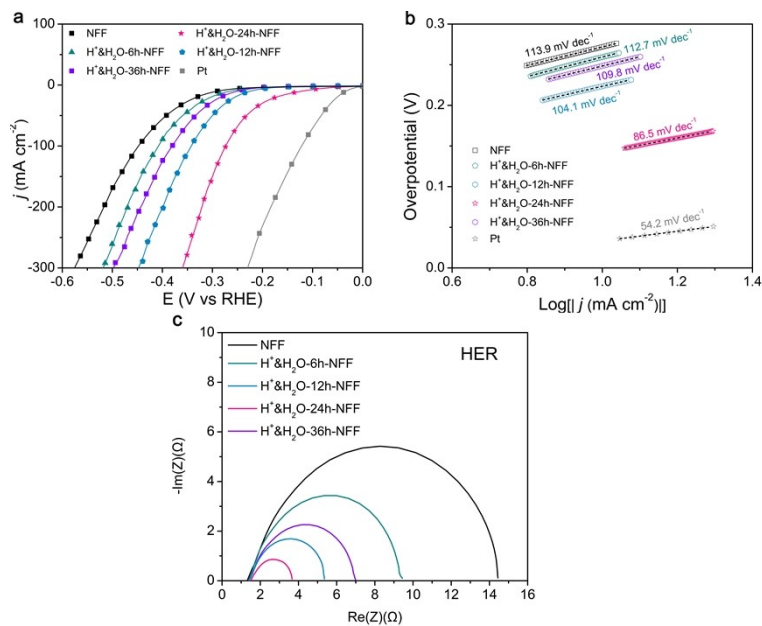 a
NFF
H⁺&H₂O-24h-NFF
H⁺&H₂O-6h-NFF
H⁺&H₂O-12h-NFF
H⁺&H₂O-36h-NFF
Pt
100
0
-100
-200
-300
j (mA cm⁻²)
-0.6
-0.5
-0.4
-0.3
-0.2
-0.1
0.0
E (V vs RHE)
b
0.3
0.2
0.1
0.0
Overpotential (V)
113.9 mV dec⁻¹
112.7 mV dec⁻¹
109.8 mV dec⁻¹
104.1 mV dec⁻¹
86.5 mV dec⁻¹
54.2 mV dec⁻¹
NFF
H⁺&H₂O-6h-NFF
H⁺&H₂O-12h-NFF
H⁺&H₂O-24h-NFF
H⁺&H₂O-36h-NFF
Pt
0.6
0.8
1.0
1.2
1.4
Log[| j (mA cm⁻²)|]
c
NFF
H⁺&H₂O-6h-NFF
H⁺&H₂O-12h-NFF
H⁺&H₂O-24h-NFF
H⁺&H₂O-36h-NFF
HER
10
8
6
4
2
0
-Im(Z)(Ω)
0
2
4
6
8
10
12
14
16
Re(Z)(Ω)